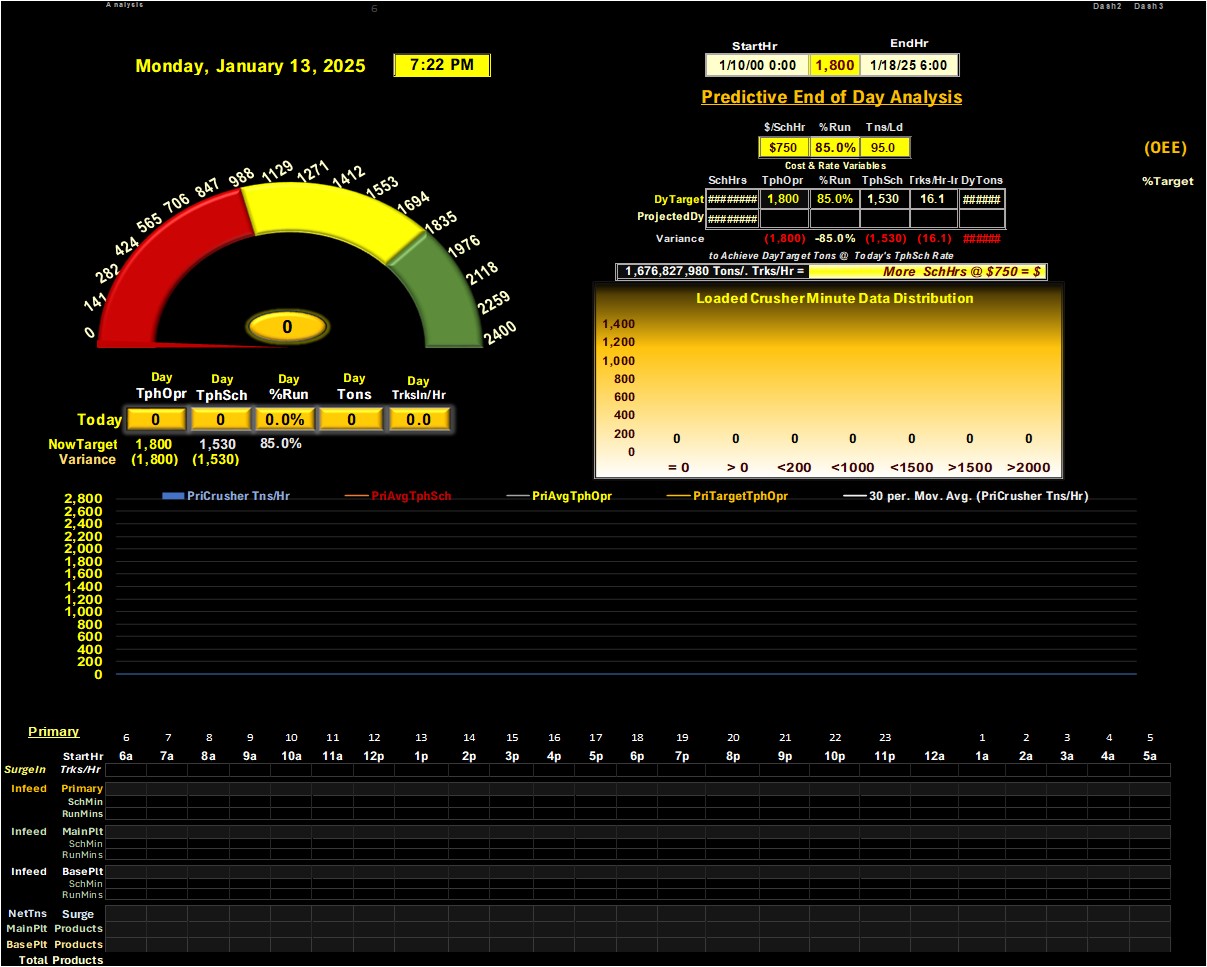 Analysis 6 Dash2 Dash3
StartHr EndHr
Monday, January 13, 2025 7:22 PM 1/10/00 0:00 1,800 1/18/25 6:00
Predictive End of Day Analysis
$/SchHr %Run Tns/Ld
$750 85.0% 95.0 (OEE)
Cost & Rate Variables
SchHrs TphOpr %Run TphSch Trks/Hr-Ir DyTons %Target
DyTarget ######## 1,800 85.0% 1,530 16.1 ######
ProjectedDy ########
Variance (1,800) -85.0% (1,530) (16.1) ######
to Achieve DayTarget Tons @ Today's TphSch Rate
1,676,827,980 Tons/. Trks/Hr = More SchHrs @ $750 = $
0 141 282 424 565 706 847 988 1129 1271 1412 1553 1694 1835 1976 2118 2259 2400
0
Loaded Crusher Minute Data Distribution
1,400
1,200
1,000
800
600
400
200
0
0 0 0 0 0 0 0
= 0 > 0 <200 <1000 <1500 >1500 >2000
Day Day Day Day Day
TphOpr TphSch %Run Tons TrksIn/Hr
Today 0 0 0.0% 0 0.0
NowTarget 1,800 1,530 85.0%
Variance (1,800) (1,530)
PriCrusher Tns/Hr PriAvgTphSch PriAvgTphOpr PriTargetTphOpr 30 per. Mov. Avg. (PriCrusher Tns/Hr)
2,800
2,600
2,400
2,200
2,000
1,800
1,600
1,400
1,200
1,000
800
600
400
200
0
Primary 6 7 8 9 10 11 12 13 14 15 16 17 18 19 20 21 22 23 1 2 3 4 5
StartHr 6a 7a 8a 9a 10a 11a 12p 1p 2p 3p 4p 5p 6p 7p 8p 9p 10p 11p 12a 1a 2a 3a 4a 5a
SurgeIn Trks/Hr
Infeed Primary
SchMin
RunMins
Infeed MainPlt
SchMin
RunMins
Infeed BasePlt
SchMin
RunMins
NetTns Surge
MainPlt Products
BasePlt Products
Total Products